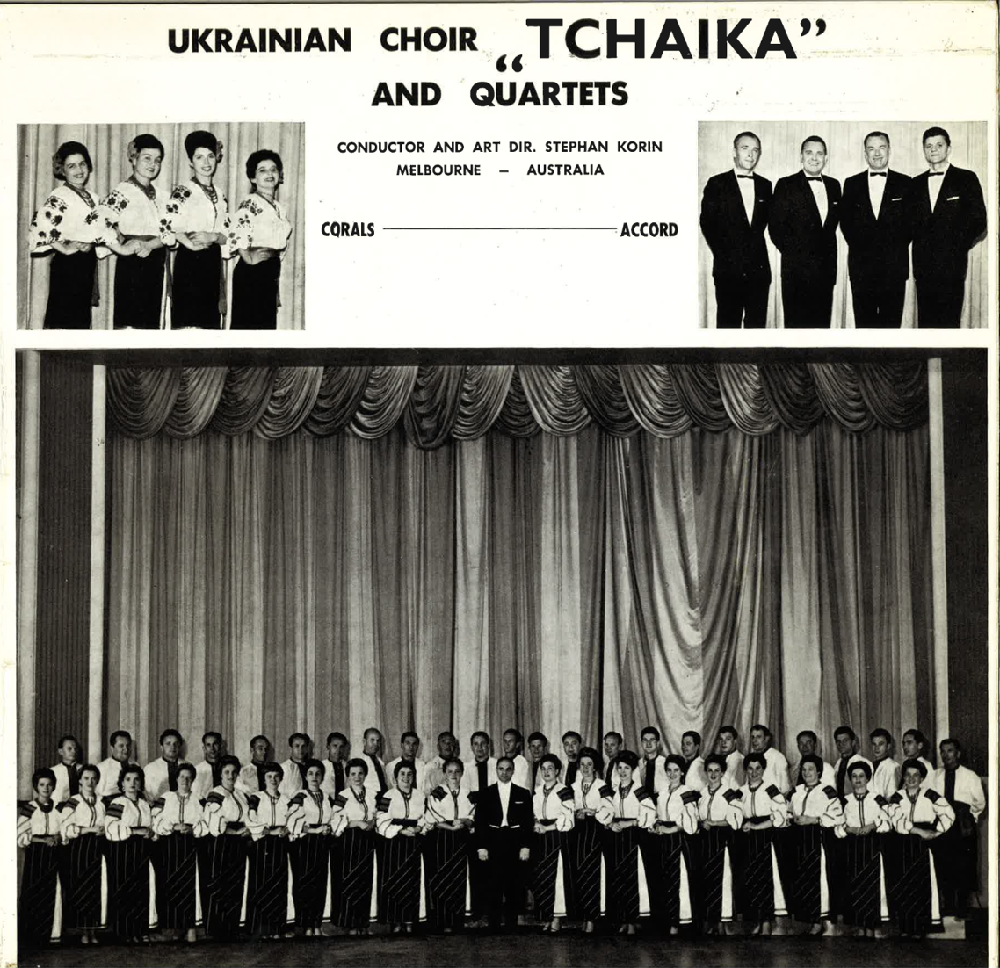 UKRAINIAN CHOIR „TCHAIKA”
AND QUARTETS
CONDUCTOR AND ART DIR. STEPHAN KORIN
MELBOURNE – AUSTRALIA
CORALS ——— ACCORD